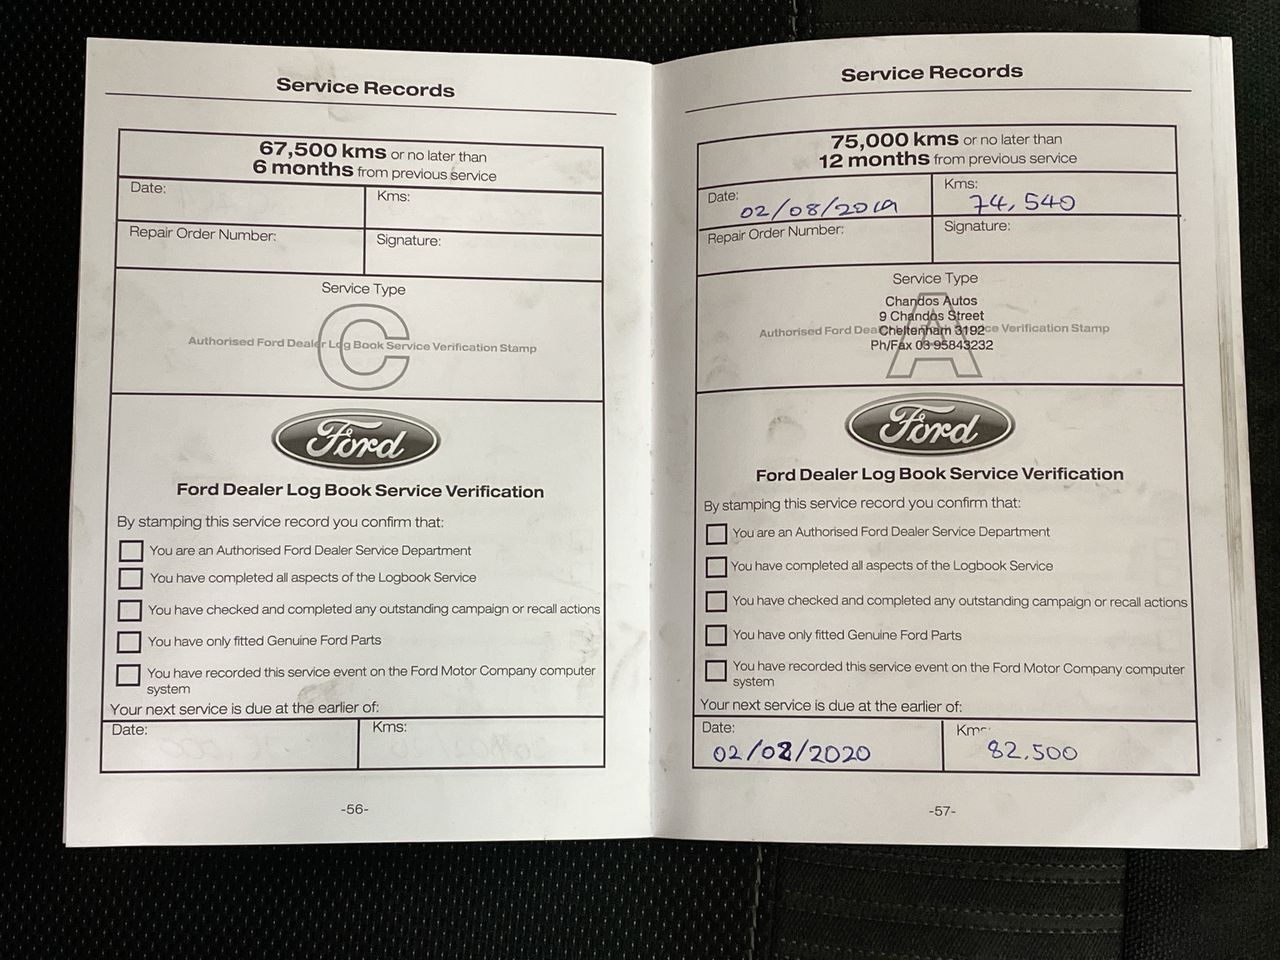 Service Records
67,500 kms or no later than
6 months from previous service
Date:
Kms:
Repair Order Number:
Signature:
Service Type
C
Authorised Ford Dealer Log Book Service Verification Stamp
Ford
Ford Dealer Log Book Service Verification
By stamping this service record you confirm that:
You are an Authorised Ford Dealer Service Department
You have completed all aspects of the Logbook Service
You have checked and completed any outstanding campaign or recall actions
You have only fitted Genuine Ford Parts
You have recorded this service event on the Ford Motor Company computer
system
Your next service is due at the earlier of:
Date:
Kms:
-56-
Service Records
75,000 kms or no later than
12 months from previous service
Date: 02/08/2019
Kms: 74,540
Repair Order Number:
Signature:
Service Type
A
Chandos Autos
9 Chandos Street
Authorised Ford Dea Cheltenham 3192 ce Verification Stamp
Ph/Fax 03 95843232
Ford
Ford Dealer Log Book Service Verification
By stamping this service record you confirm that:
You are an Authorised Ford Dealer Service Department
You have completed all aspects of the Logbook Service
You have checked and completed any outstanding campaign or recall actions
You have only fitted Genuine Ford Parts
You have recorded this service event on the Ford Motor Company computer
system
Your next service is due at the earlier of:
Date: 02/02/2020
Kms: 82.500
-57-